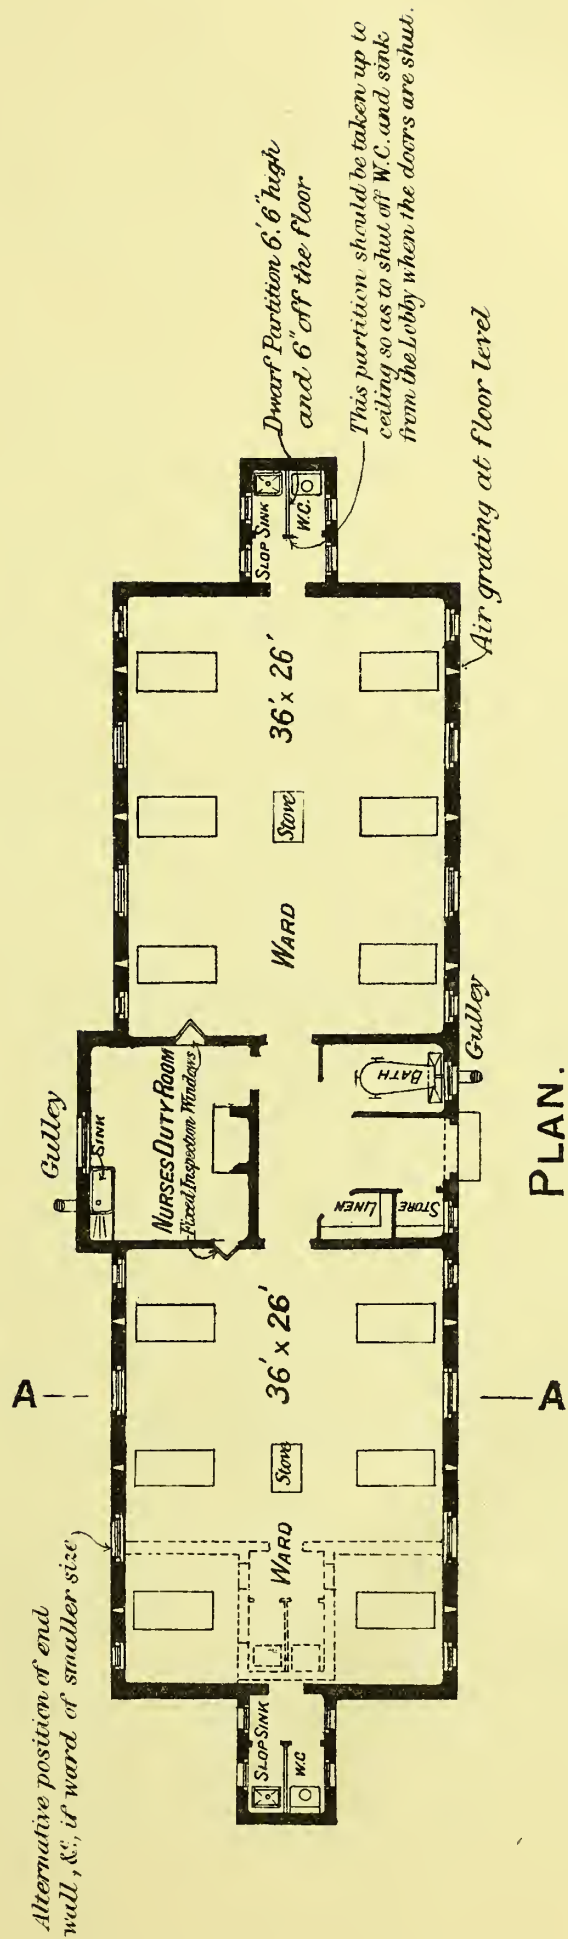 Alternative position of end
wall, &c., if ward of smaller size
Gulley
SINK
NURSES DUTY ROOM
Fixed Inspection Windows
Dwarf Partition 6'.6" high
and 6" off the floor
This partition should be taken up to
ceiling so as to shut off W.C. and sink
from the Lobby when the doors are shut.
A
SLOP SINK
W.C
WARD
Stove
36' x 26'
WARD
Stove
36' x 26'
SLOP SINK
W.C.
LINEN
STORE
BATH
A
Gulley
Air grating at floor level
PLAN.